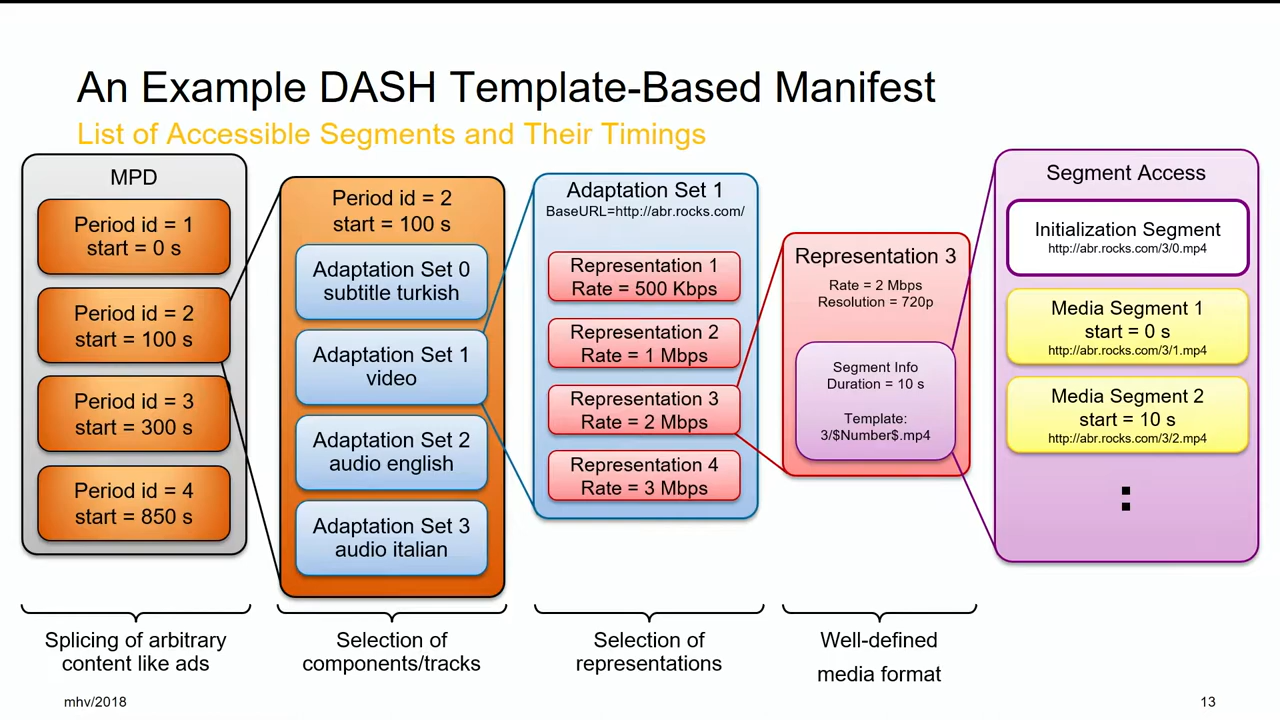 An Example DASH Template-Based Manifest
List of Accessible Segments and Their Timings
MPD
Period id = 1
start = 0 s
Period id = 2
start = 100 s
Period id = 3
start = 300 s
Period id = 4
start = 850 s
Splicing of arbitrary
content like ads
Period id = 2
start = 100 s
Adaptation Set 0
subtitle turkish
Adaptation Set 1
video
Adaptation Set 2
audio english
Adaptation Set 3
audio italian
Selection of
components/tracks
Adaptation Set 1
BaseURL=http://abr.rocks.com/
Representation 1
Rate = 500 Kbps
Representation 2
Rate = 1 Mbps
Representation 3
Rate = 2 Mbps
Representation 4
Rate = 3 Mbps
Selection of
representations
Representation 3
Rate = 2 Mbps
Resolution = 720p
Segment Info
Duration = 10 s
Template:
3/$Number$.mp4
Well-defined
media format
Segment Access
Initialization Segment
http://abr.rocks.com/3/0.mp4
Media Segment 1
start = 0 s
http://abr.rocks.com/3/1.mp4
Media Segment 2
start = 10 s
http://abr.rocks.com/3/2.mp4
:
mhv/2018
13